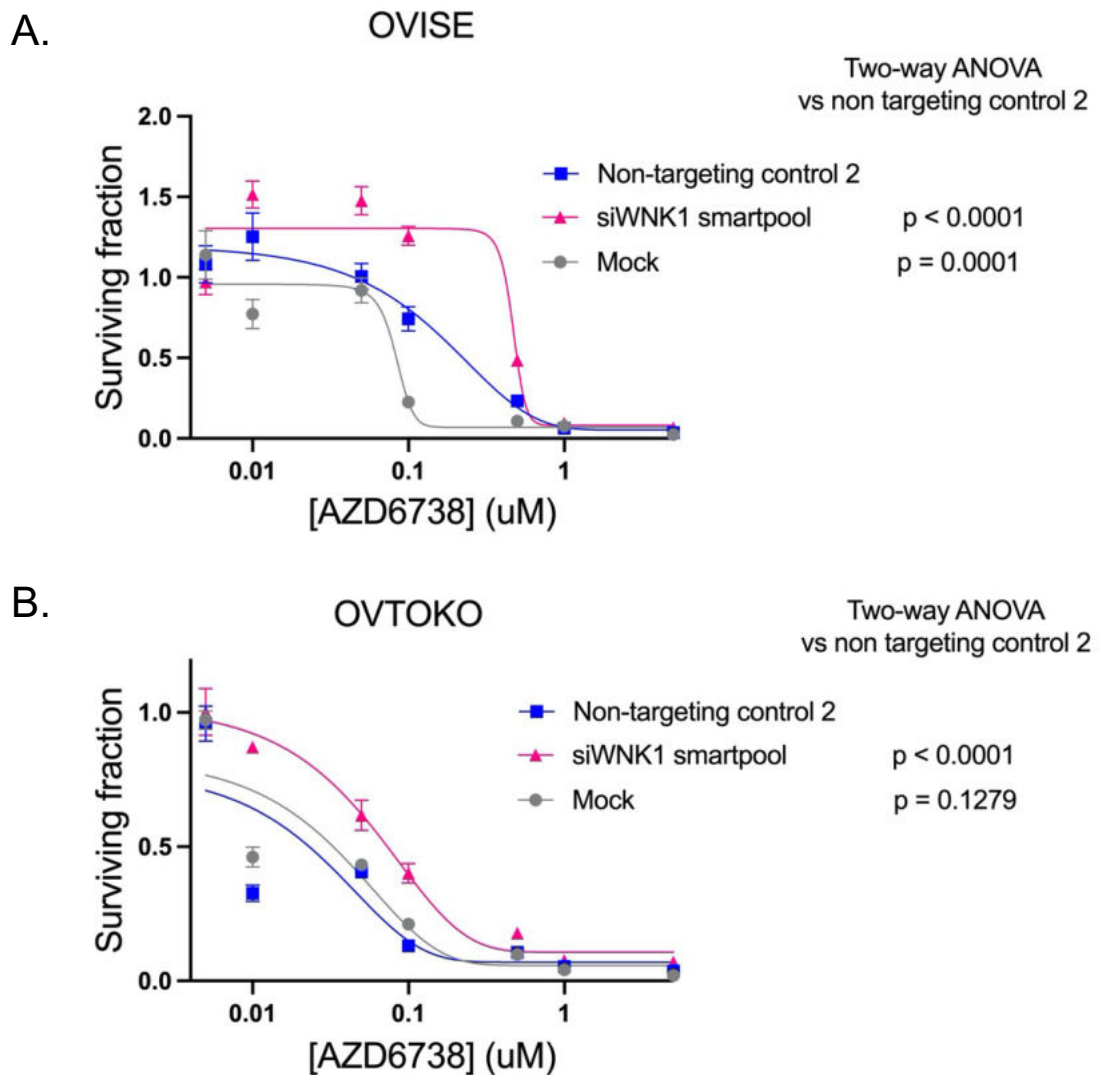 A.
OVISE
Two-way ANOVA
vs non targeting control 2
2.0
1.5
1.0
0.5
0.0
Surviving fraction
Non-targeting control 2
siWNK1 smartpool p < 0.0001
Mock p = 0.0001
0.01 0.1 1
[AZD6738] (uM)
B.
OVTOKO
Two-way ANOVA
vs non targeting control 2
1.0
0.5
0.0
Surviving fraction
Non-targeting control 2
siWNK1 smartpool p < 0.0001
Mock p = 0.1279
0.01 0.1 1
[AZD6738] (uM)